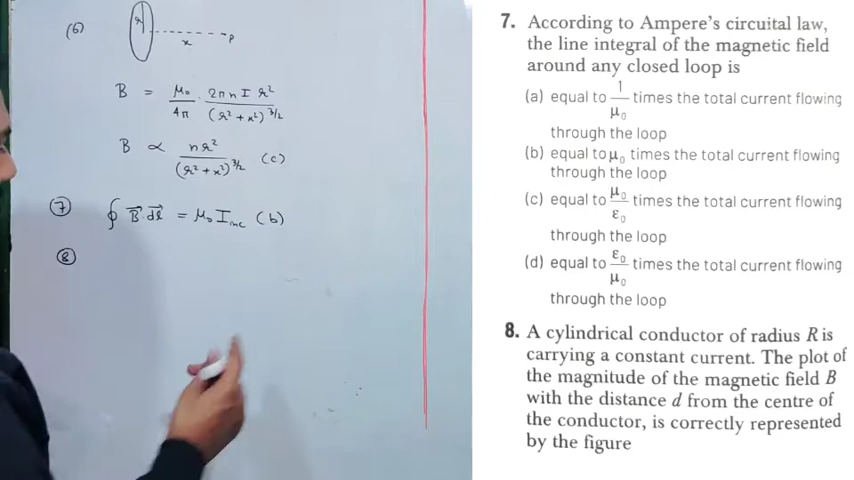 (6)
r
x
P
B = μ₀/4π · 2πnIr²/(r²+x²)^3/2
B ∝ nr²/(r²+x²)^3/2 (c)
⑦ ∮ B⃗·dl⃗ = μ₀ I_inc (b)
⑧
7. According to Ampere's circuital law,
the line integral of the magnetic field
around any closed loop is
(a) equal to 1/μ₀ times the total current flowing
through the loop
(b) equal to μ₀ times the total current flowing
through the loop
(c) equal to μ₀/ε₀ times the total current flowing
through the loop
(d) equal to ε₀/μ₀ times the total current flowing
through the loop
8. A cylindrical conductor of radius R is
carrying a constant current. The plot of
the magnitude of the magnetic field B
with the distance d from the centre of
the conductor, is correctly represented
by the figure